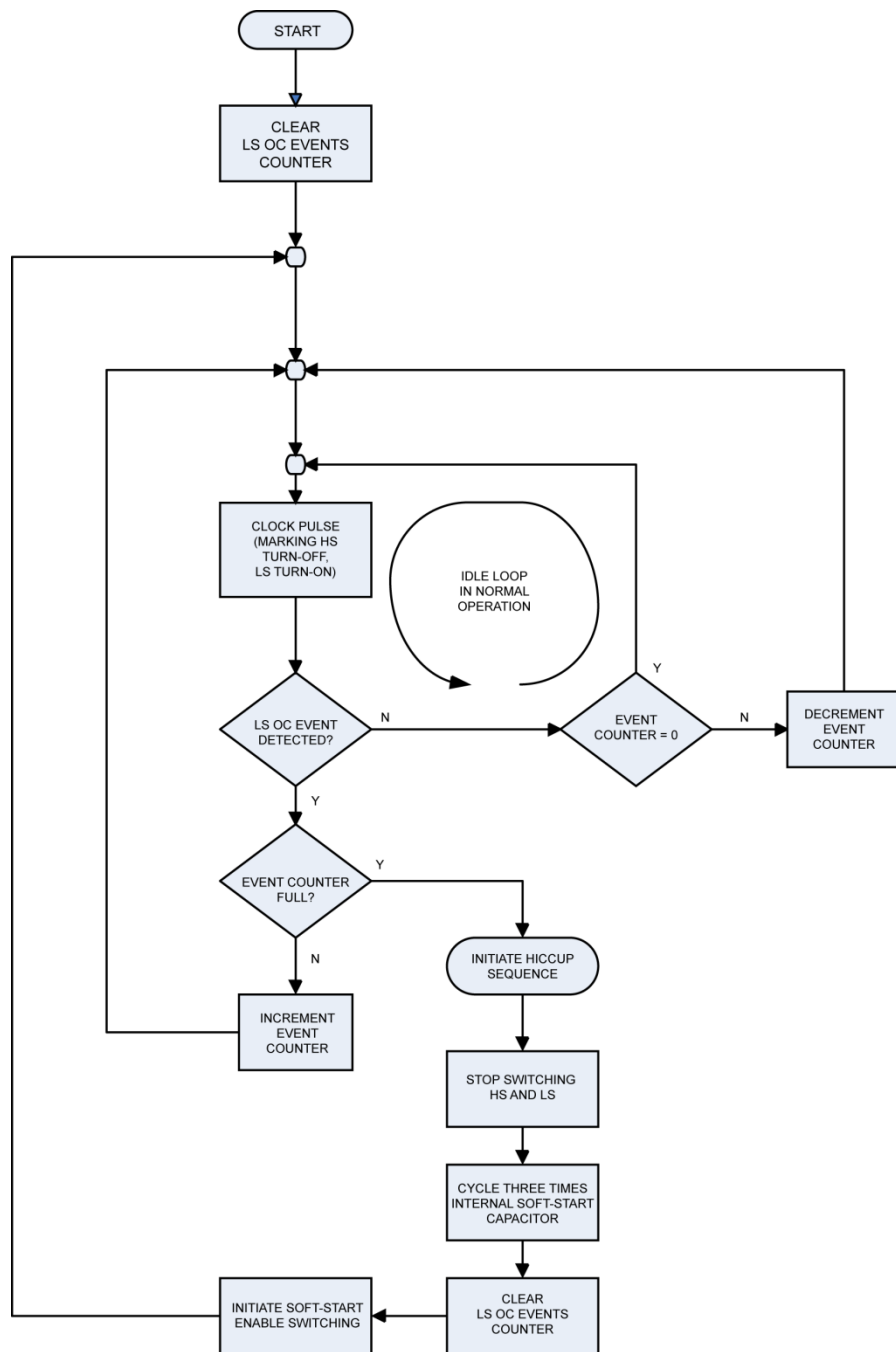 START
CLEAR
LS OC EVENTS
COUNTER
CLOCK PULSE
(MARKING HS
TURN-OFF,
LS TURN-ON)
IDLE LOOP
IN NORMAL
OPERATION
LS OC EVENT
DETECTED?
N
Y
EVENT
COUNTER = 0
Y
N
DECREMENT
EVENT
COUNTER
EVENT COUNTER
FULL?
Y
N
INCREMENT
EVENT
COUNTER
INITIATE HICCUP
SEQUENCE
STOP SWITCHING
HS AND LS
CYCLE THREE TIMES
INTERNAL SOFT-START
CAPACITOR
CLEAR
LS OC EVENTS
COUNTER
INITIATE SOFT-START
ENABLE SWITCHING